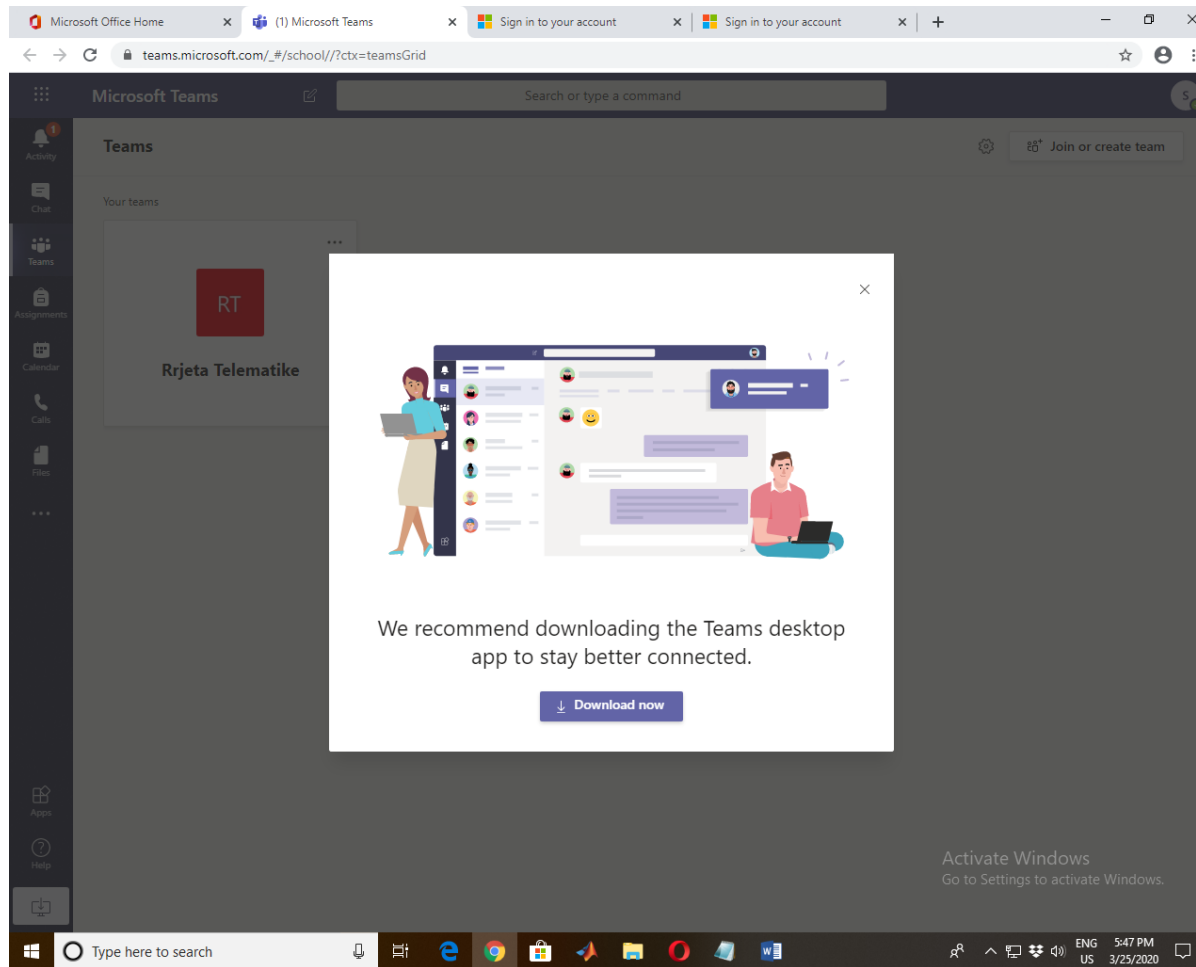 Microsoft Office Home
(1) Microsoft Teams
Sign in to your account
Sign in to your account
teams.microsoft.com/_#/school//?ctx=teamsGrid
Microsoft Teams
Search or type a command
S
1
Activity
Teams
Join or create team
Chat
Your teams
Teams
RT
Assignments
Rrjeta Telematike
Calendar
Calls
Files
We recommend downloading the Teams desktop
app to stay better connected.
Download now
Apps
Help
Activate Windows
Go to Settings to activate Windows.
Type here to search
ENG
US
5:47 PM
3/25/2020